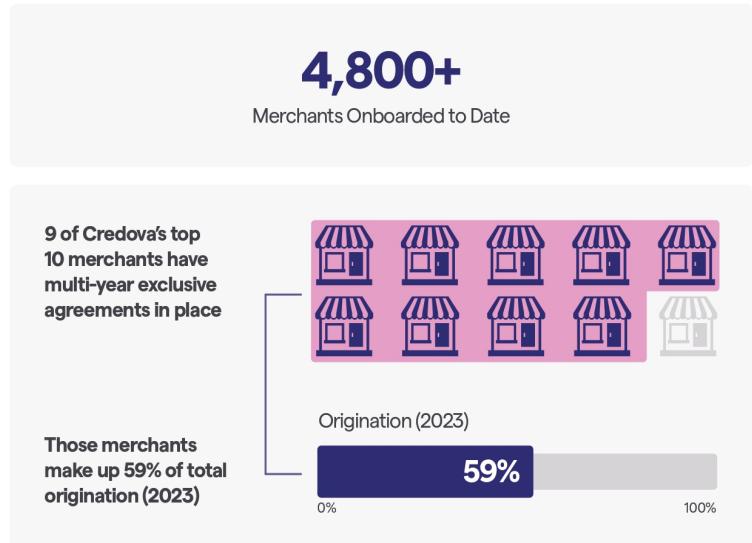 4,800+
Merchants Onboarded to Date
9 of Credova's top
10 merchants have
multi-year exclusive
agreements in place
Origination (2023)
Those merchants
make up 59% of total
origination (2023)
59%
0%
100%